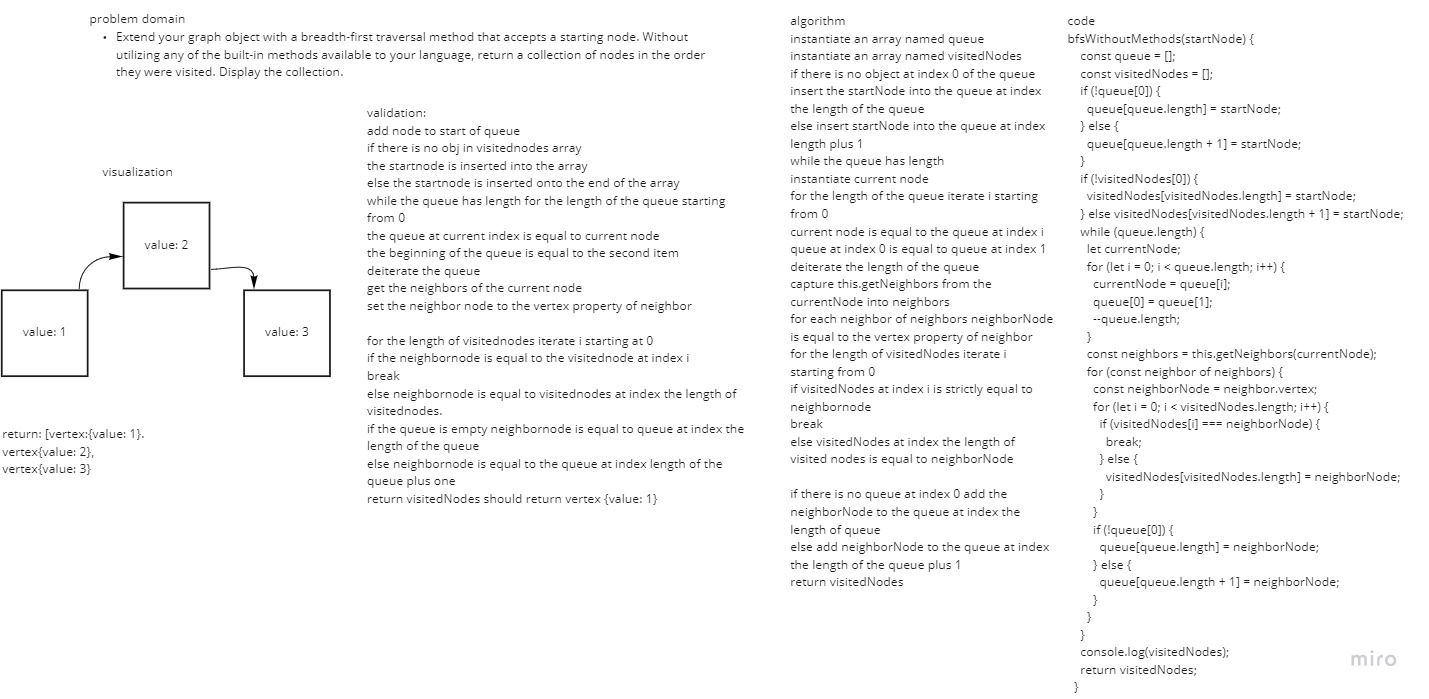 problem domain
• Extend your graph object with a breadth-first traversal method that accepts a starting node. Without
utilizing any of the built-in methods available to your language, return a collection of nodes in the order
they were visited. Display the collection.
visualization
value: 2
value: 1
value: 3
return: [vertex:{value: 1}.
vertex{value: 2},
vertex{value: 3}
validation:
add node to start of queue
if there is no obj in visitednodes array
the startnode is inserted into the array
else the startnode is inserted onto the end of the array
while the queue has length for the length of the queue starting
from 0
the queue at current index is equal to current node
the beginning of the queue is equal to the second item
deiterate the queue
get the neighbors of the current node
set the neighbor node to the vertex property of neighbor
for the length of visitednodes iterate i starting at 0
if the neighbornode is equal to the visitednode at index i
break
else neighbornode is equal to visitednodes at index the length of
visitednodes.
if the queue is empty neighbornode is equal to queue at index the
length of the queue
else neighbornode is equal to the queue at index length of the
queue plus one
return visitedNodes should return vertex {value: 1}
algorithm
instantiate an array named queue
instantiate an array named visitedNodes
if there is no object at index 0 of the queue
insert the startNode into the queue at index
the length of the queue
else insert startNode into the queue at index
length plus 1
while the queue has length
instantiate current node
for the length of the queue iterate i starting
from 0
current node is equal to the queue at index i
queue at index 0 is equal to queue at index 1
deiterate the length of the queue
capture this.getNeighbors from the
currentNode into neighbors
for each neighbor of neighbors neighborNode
is equal to the vertex property of neighbor
for the length of visitedNodes iterate i
starting from 0
if visitedNodes at index i is strictly equal to
neighbornode
break
else visitedNodes at index the length of
visited nodes is equal to neighborNode
if there is no queue at index 0 add the
neighborNode to the queue at index the
length of queue
else add neighborNode to the queue at index
the length of the queue plus 1
return visitedNodes
code
bfsWithoutMethods(startNode) {
const queue = [];
const visitedNodes = [];
if (!queue[0]) {
queue[queue.length] = startNode;
} else {
queue[queue.length + 1] = startNode;
}
if (!visitedNodes[0]) {
visitedNodes[visitedNodes.length] = startNode;
} else visitedNodes[visitedNodes.length + 1] = startNode;
while (queue.length) {
let currentNode;
for (let i = 0; i < queue.length; i++) {
currentNode = queue[i];
queue[0] = queue[1];
--queue.length;
}
const neighbors = this.getNeighbors(currentNode);
for (const neighbor of neighbors) {
const neighborNode = neighbor.vertex;
for (let i = 0; i < visitedNodes.length; i++) {
if (visitedNodes[i] === neighborNode) {
break;
} else {
visitedNodes[visitedNodes.length] = neighborNode;
}
}
if (!queue[0]) {
queue[queue.length] = neighborNode;
} else {
queue[queue.length + 1] = neighborNode;
}
}
}
console.log(visitedNodes);
return visitedNodes;
}
miro